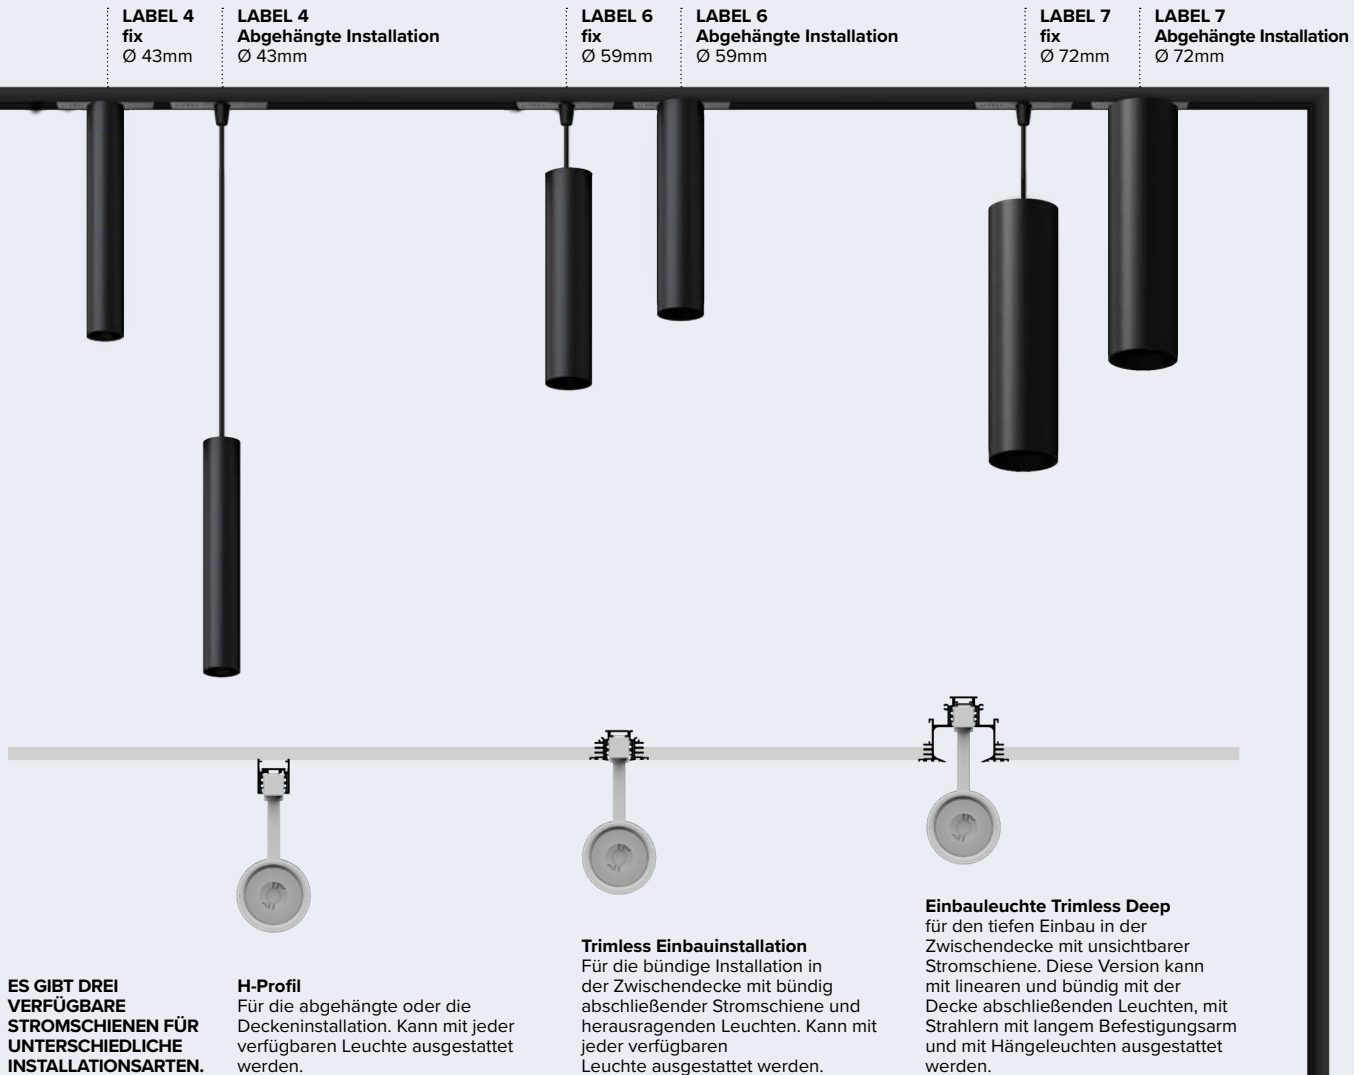 LABEL 4
fix
Ø 43mm
LABEL 4
Abgehängte Installation
Ø 43mm
LABEL 6
fix
Ø 59mm
LABEL 6
Abgehängte Installation
Ø 59mm
LABEL 7
fix
Ø 72mm
LABEL 7
Abgehängte Installation
Ø 72mm
ES GIBT DREI
VERFÜGBARE
STROMSCHIENEN FÜR
UNTERSCHIEDLICHE
INSTALLATIONSARTEN.
H-Profil
Für die abgehängte oder die
Deckeninstallation. Kann mit jeder
verfügbaren Leuchte ausgestattet
werden.
Trimless Einbauinstallation
Für die bündige Installation in
der Zwischendecke mit bündig
abschließender Stromschiene und
herausragenden Leuchten. Kann mit
jeder verfügbaren
Leuchte ausgestattet werden.
Einbauleuchte Trimless Deep
für den tiefen Einbau in der
Zwischendecke mit unsichtbarer
Stromschiene. Diese Version kann
mit linearen und bündig mit der
Decke abschließenden Leuchten, mit
Strahlern mit langem Befestigungsarm
und mit Hängeleuchten ausgestattet
werden.